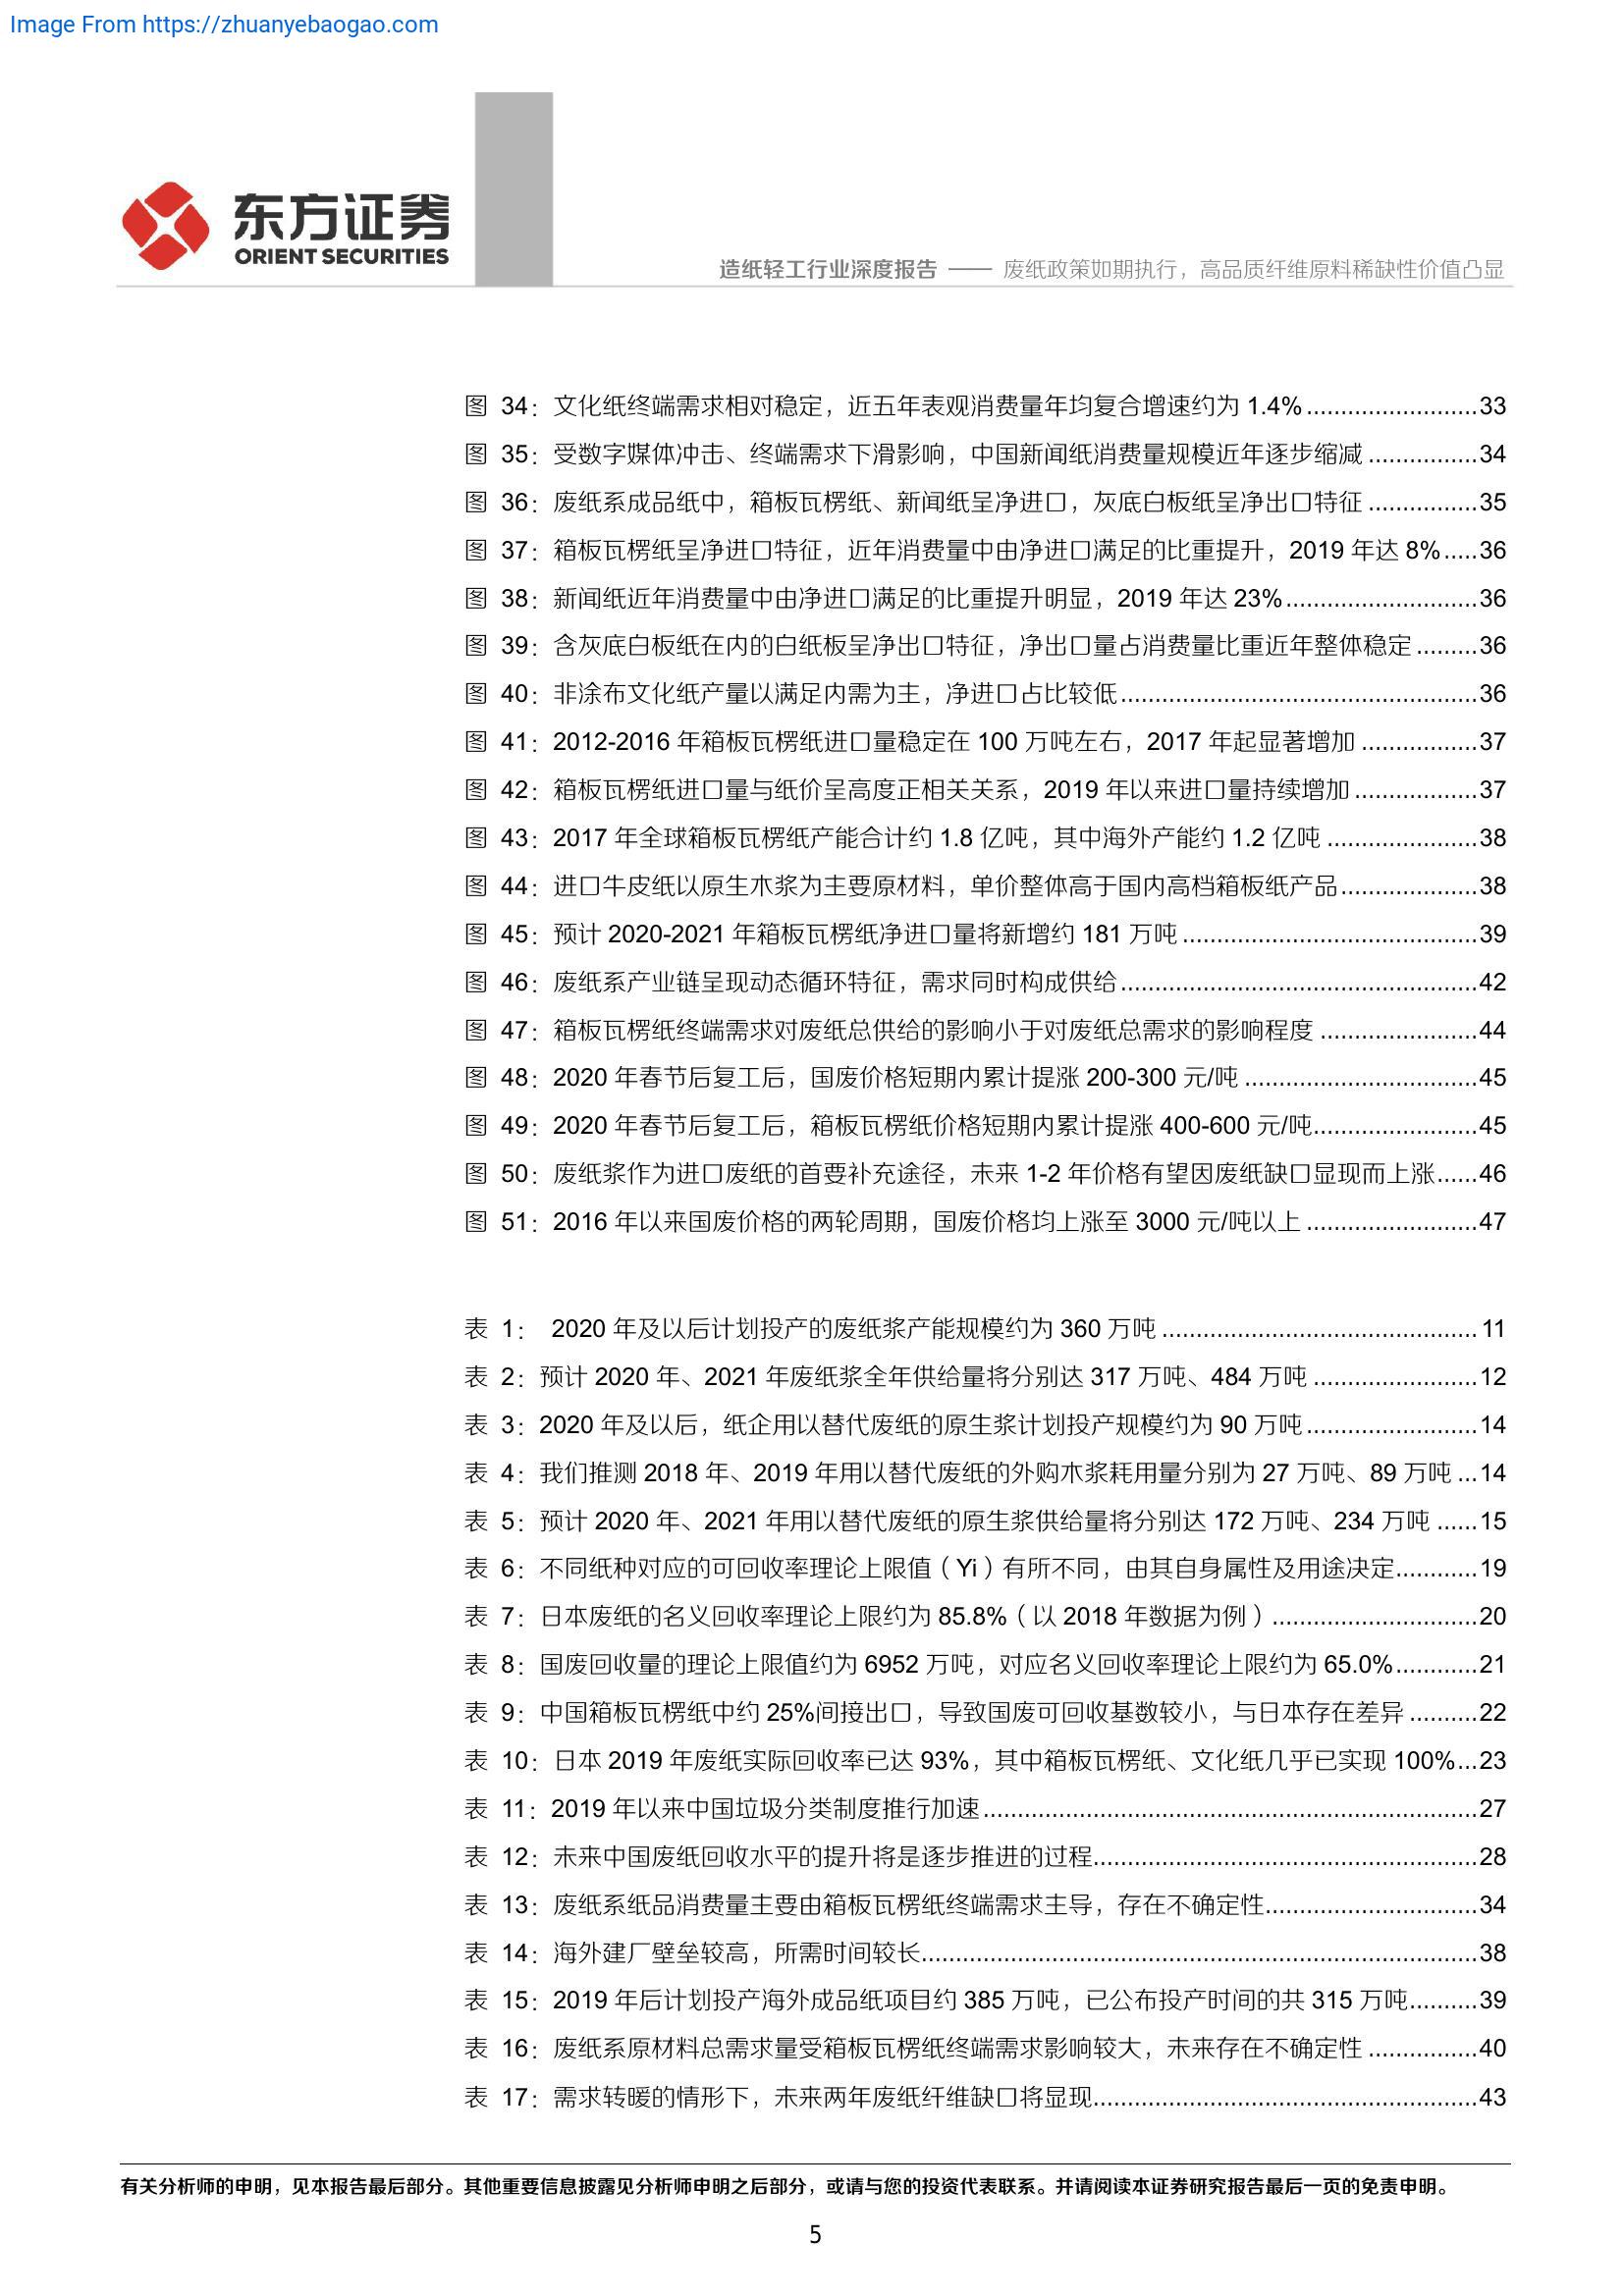 Image From https://zhuanyebaogao.com
东方证券
ORIENT SECURITIES
造纸轻工行业深度报告 —— 废纸政策如期执行，高品质纤维原料稀缺性价值凸显
图 34：文化纸终端需求相对稳定，近五年表观消费量年均复合增速约为 1.4%.........................33
图 35：受数字媒体冲击、终端需求下滑影响，中国新闻纸消费量规模近年逐步缩减 ................34
图 36：废纸系成品纸中，箱板瓦楞纸、新闻纸呈净进口，灰底白板纸呈净出口特征 ................35
图 37：箱板瓦楞纸呈净进口特征，近年消费量中由净进口满足的比重提升，2019 年达 8%.....36
图 38：新闻纸近年消费量中由净进口满足的比重提升明显，2019 年达 23%............................36
图 39：含灰底白板纸在内的白纸板呈净出口特征，净出口量占消费量比重近年整体稳定 .........36
图 40：非涂布文化纸产量以满足内需为主，净进口占比较低....................................................36
图 41：2012-2016 年箱板瓦楞纸进口量稳定在 100 万吨左右，2017 年起显著增加 .................37
图 42：箱板瓦楞纸进口量与纸价呈高度正相关关系，2019 年以来进口量持续增加 ..................37
图 43：2017 年全球箱板瓦楞纸产能合计约 1.8 亿吨，其中海外产能约 1.2 亿吨 ......................38
图 44：进口牛皮纸以原生木浆为主要原材料，单价整体高于国内高档箱板纸产品....................38
图 45：预计 2020-2021 年箱板瓦楞纸净进口量将新增约 181 万吨 ...........................................39
图 46：废纸系产业链呈现动态循环特征，需求同时构成供给....................................................42
图 47：箱板瓦楞纸终端需求对废纸总供给的影响小于对废纸总需求的影响程度 .......................44
图 48：2020 年春节后复工后，国废价格短期内累计提涨 200-300 元/吨 ..................................45
图 49：2020 年春节后复工后，箱板瓦楞纸价格短期内累计提涨 400-600 元/吨........................45
图 50：废纸浆作为进口废纸的首要补充途径，未来 1-2 年价格有望因废纸缺口显现而上涨......46
图 51：2016 年以来国废价格的两轮周期，国废价格均上涨至 3000 元/吨以上 .........................47
表 1： 2020 年及以后计划投产的废纸浆产能规模约为 360 万吨 .............................................. 11
表 2：预计 2020 年、2021 年废纸浆全年供给量将分别达 317 万吨、484 万吨 ........................12
表 3：2020 年及以后，纸企用以替代废纸的原生浆计划投产规模约为 90 万吨.........................14
表 4：我们推测 2018 年、2019 年用以替代废纸的外购木浆耗用量分别为 27 万吨、89 万吨 ...14
表 5：预计 2020 年、2021 年用以替代废纸的原生浆供给量将分别达 172 万吨、234 万吨 ......15
表 6：不同纸种对应的可回收率理论上限值（Yi）有所不同，由其自身属性及用途决定............19
表 7：日本废纸的名义回收率理论上限约为 85.8%（以 2018 年数据为例）..............................20
表 8：国废回收量的理论上限值约为 6952 万吨，对应名义回收率理论上限约为 65.0%............21
表 9：中国箱板瓦楞纸中约 25%间接出口，导致国废可回收基数较小，与日本存在差异 ..........22
表 10：日本 2019 年废纸实际回收率已达 93%，其中箱板瓦楞纸、文化纸几乎已实现 100%...23
表 11：2019 年以来中国垃圾分类制度推行加速........................................................................27
表 12：未来中国废纸回收水平的提升将是逐步推进的过程........................................................28
表 13：废纸系纸品消费量主要由箱板瓦楞纸终端需求主导，存在不确定性...............................34
表 14：海外建厂壁垒较高，所需时间较长.................................................................................38
表 15：2019 年后计划投产海外成品纸项目约 385 万吨，已公布投产时间的共 315 万吨..........39
表 16：废纸系原材料总需求量受箱板瓦楞纸终端需求影响较大，未来存在不确定性 ................40
表 17：需求转暖的情形下，未来两年废纸纤维缺口将显现........................................................43
有关分析师的申明，见本报告最后部分。其他重要信息披露见分析师申明之后部分，或请与您的投资代表联系。并请阅读本证券研究报告最后一页的免责申明。
5